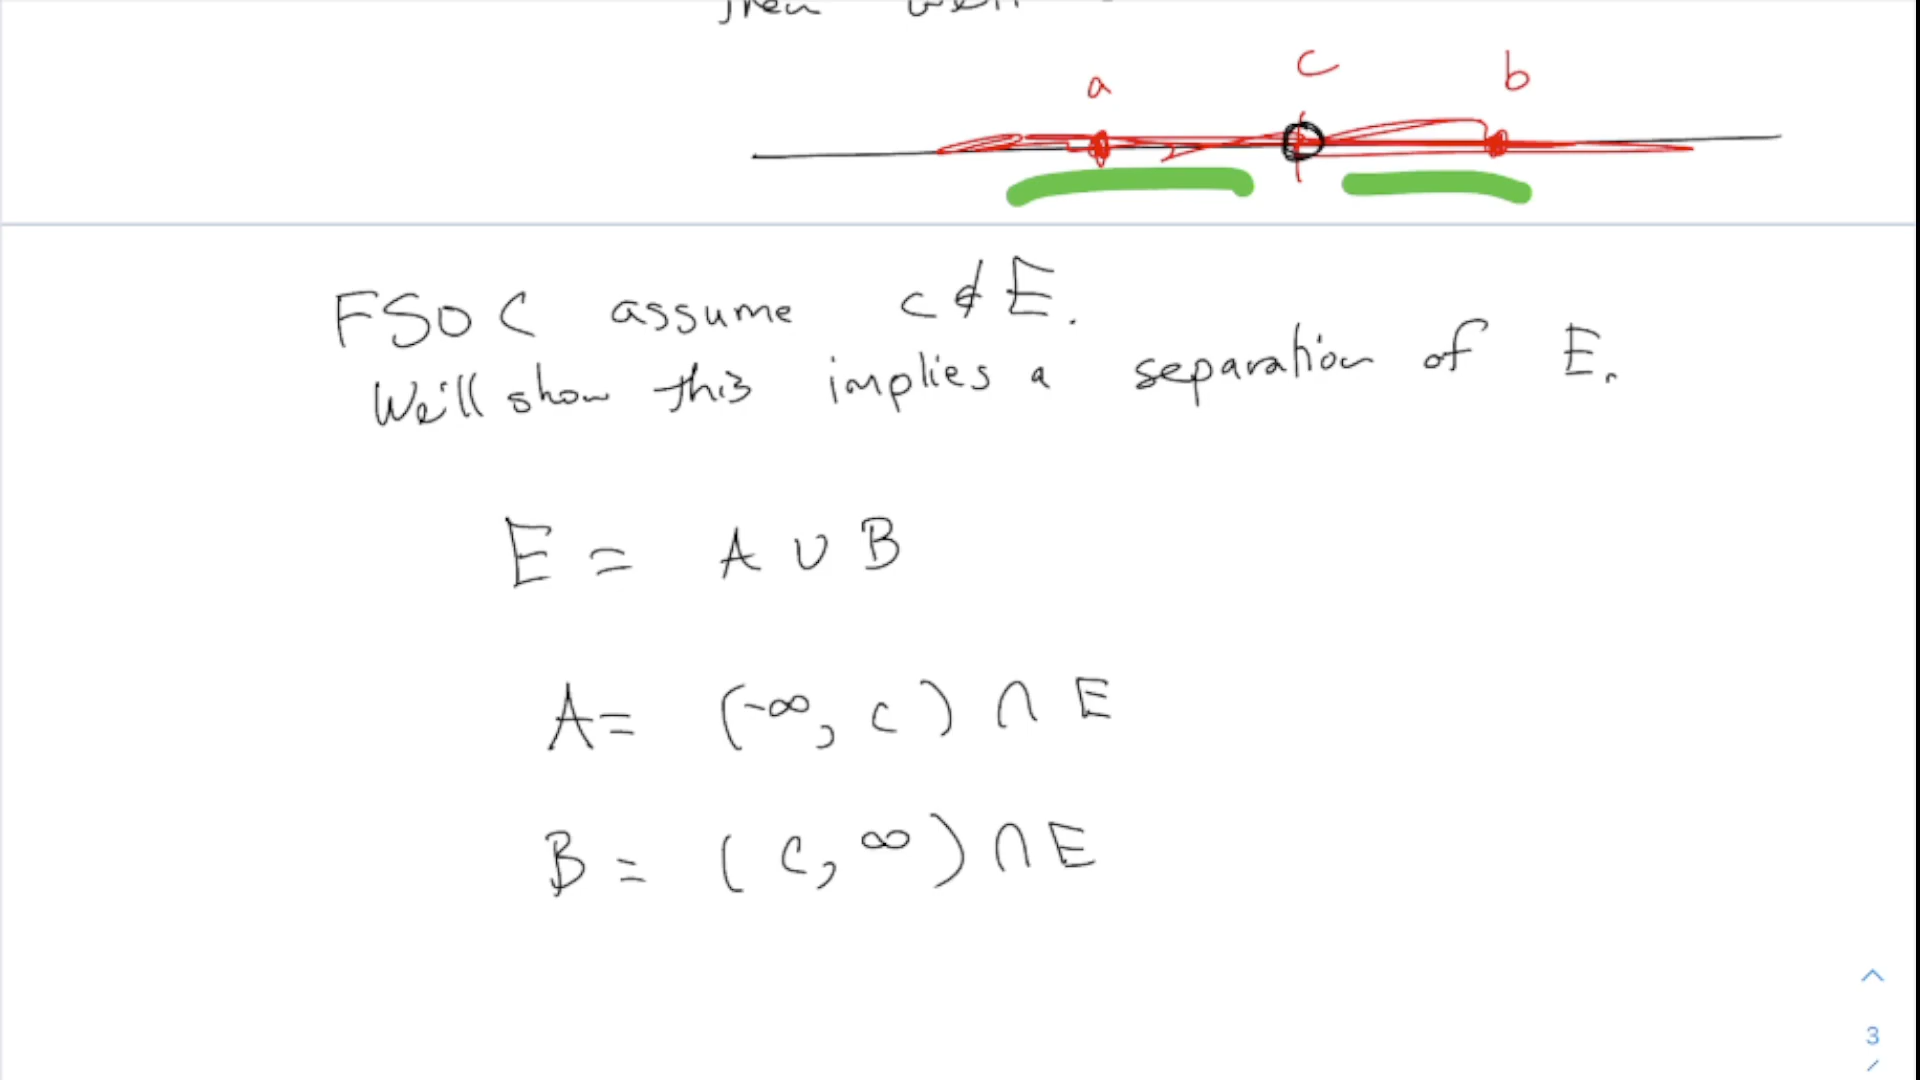 c
a b
FSOC assume c ∉ E.
We'll show this implies a separation of E.
E = A ∪ B
A = (-∞, c) ∩ E
B = (c, ∞) ∩ E
3